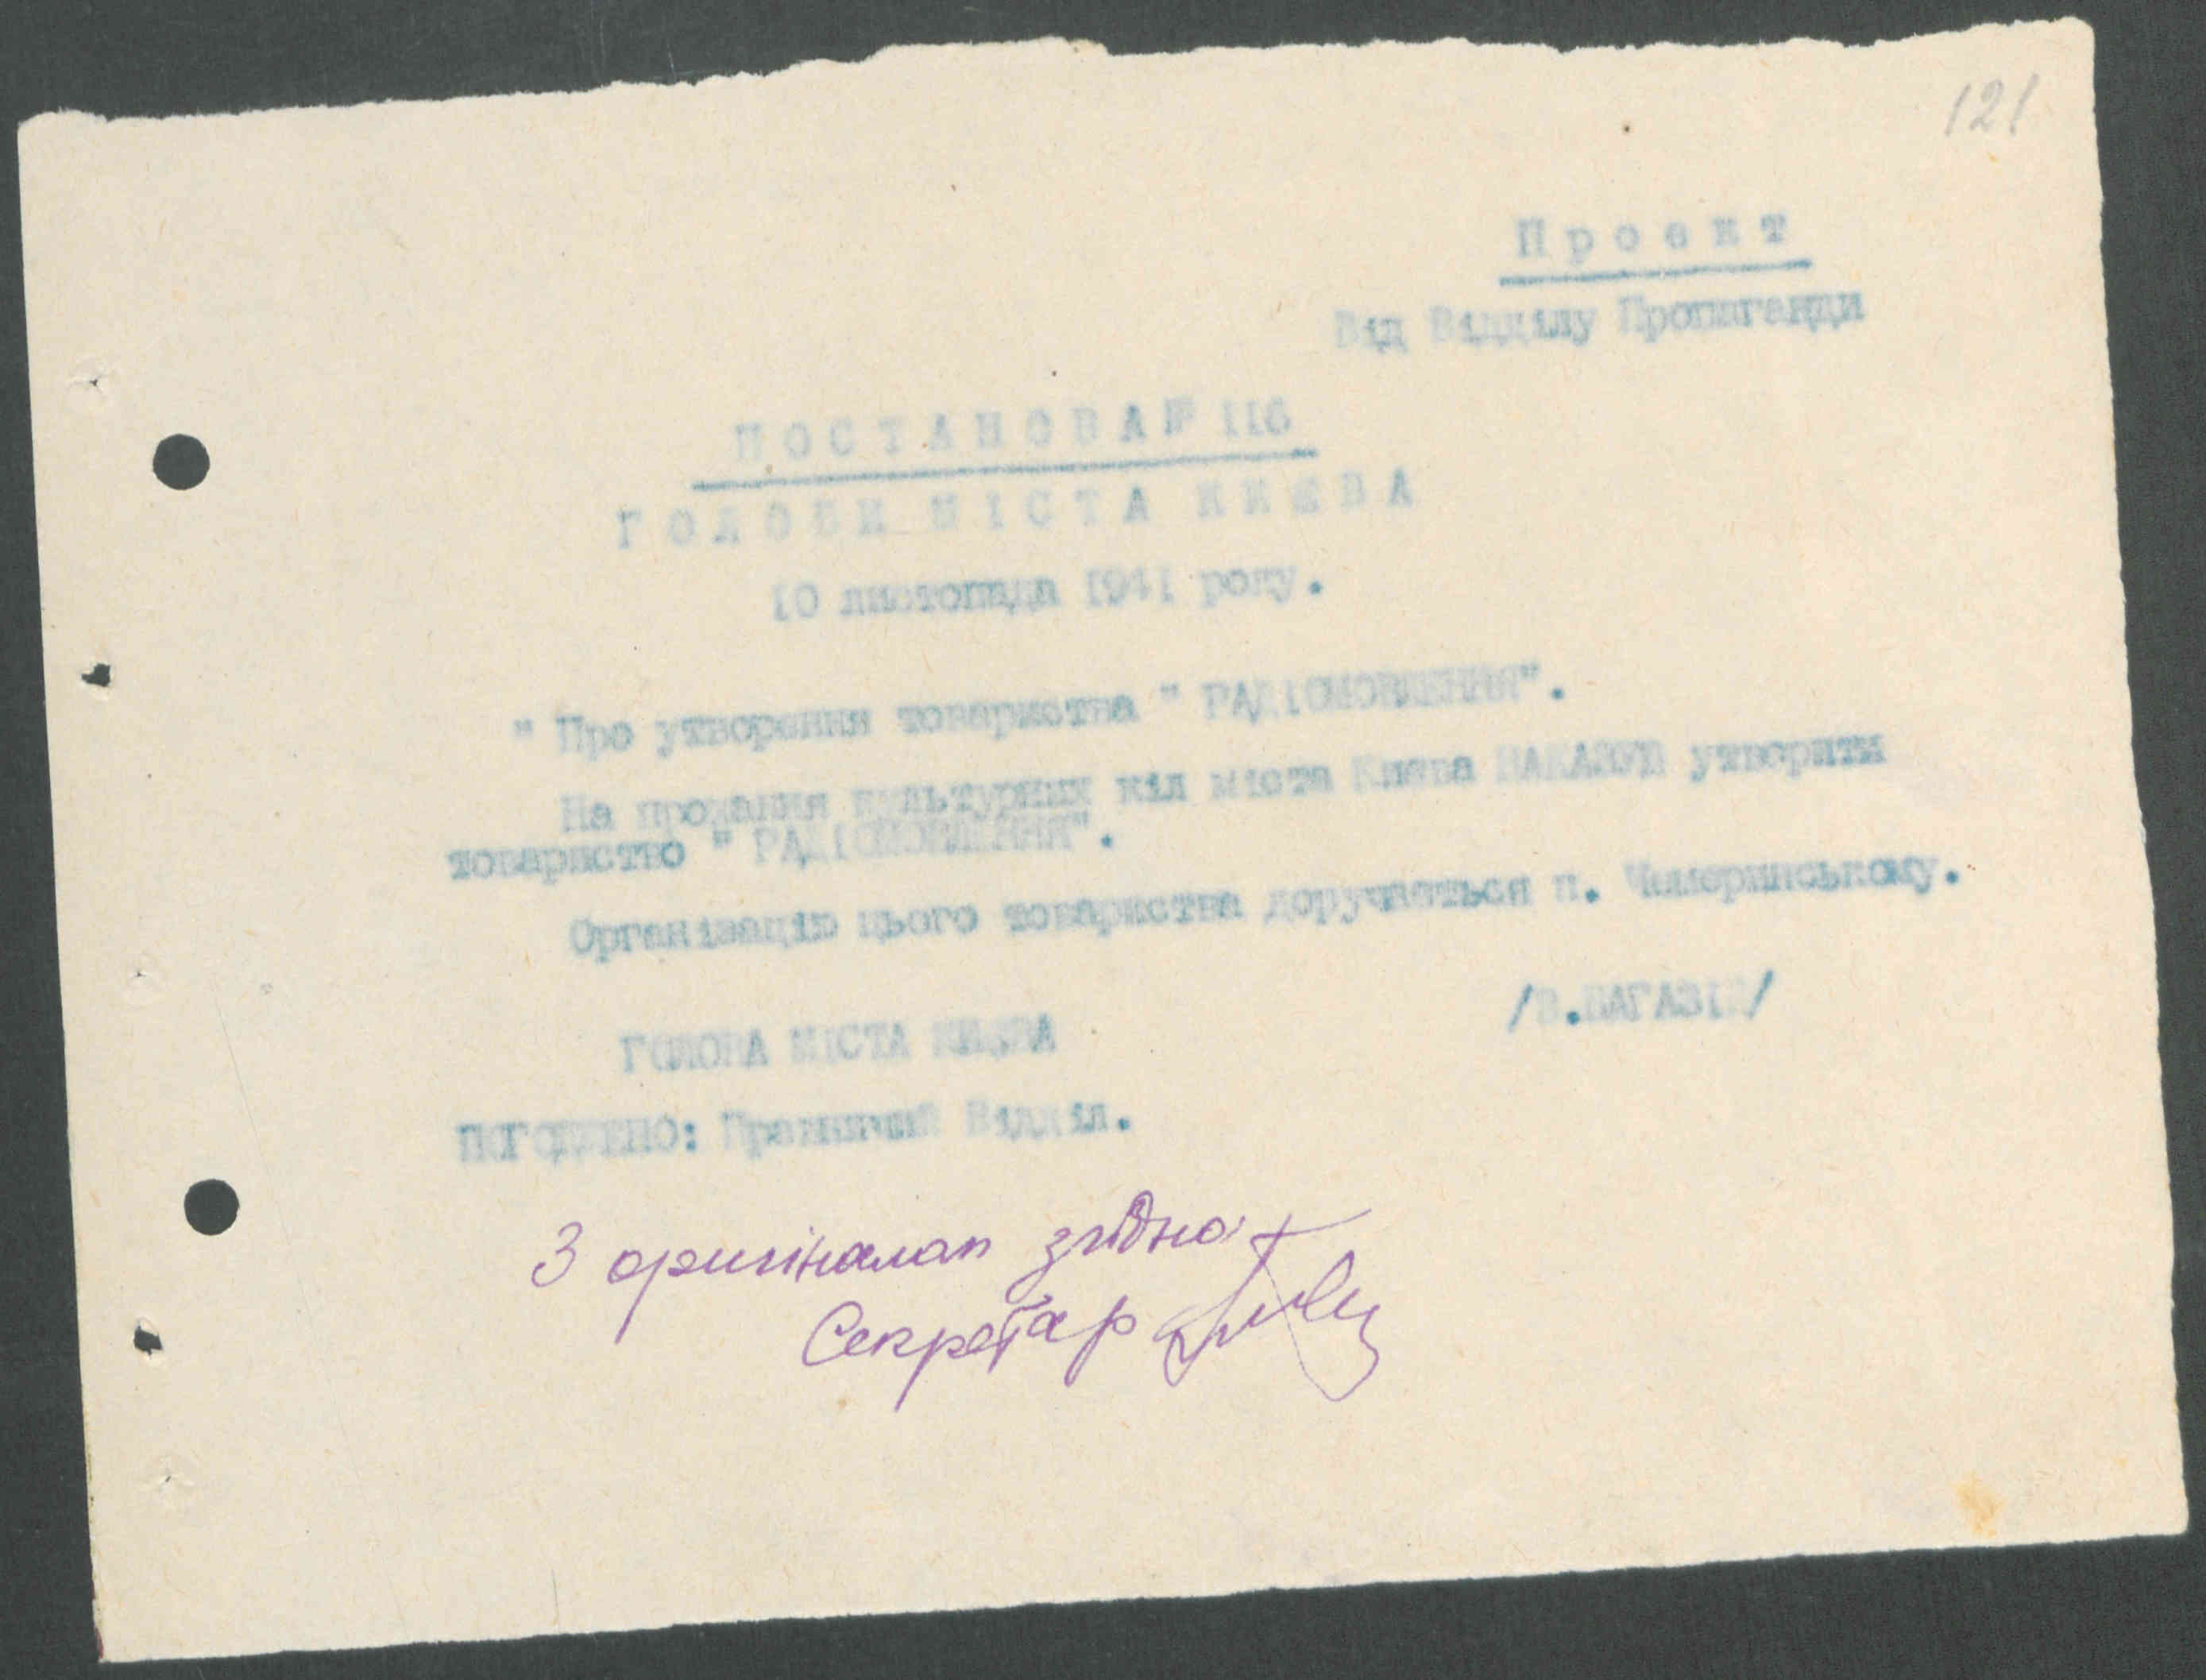 121
Проект
Від Відділу Пропаганди
ПОСТАНОВА № 116
ГОЛОВИ МІСТА КИЄВА
10 листопада 1941 року.
" Про утворення товариства " РАДІОМОВЛЕННЯ".
На прохання культурних кіл міста Києва НАКАЗУЮ утворити
товариство " РАДІОМОВЛЕННЯ".
Організацію цього товариства доручається п. Чемеринському.
/В.БАГАЗІЙ/
ГОЛОВА МІСТА КИЄВА
ПОГОДЖЕНО: Правничий Відділ.
З оригіналом згідно:
Секретар